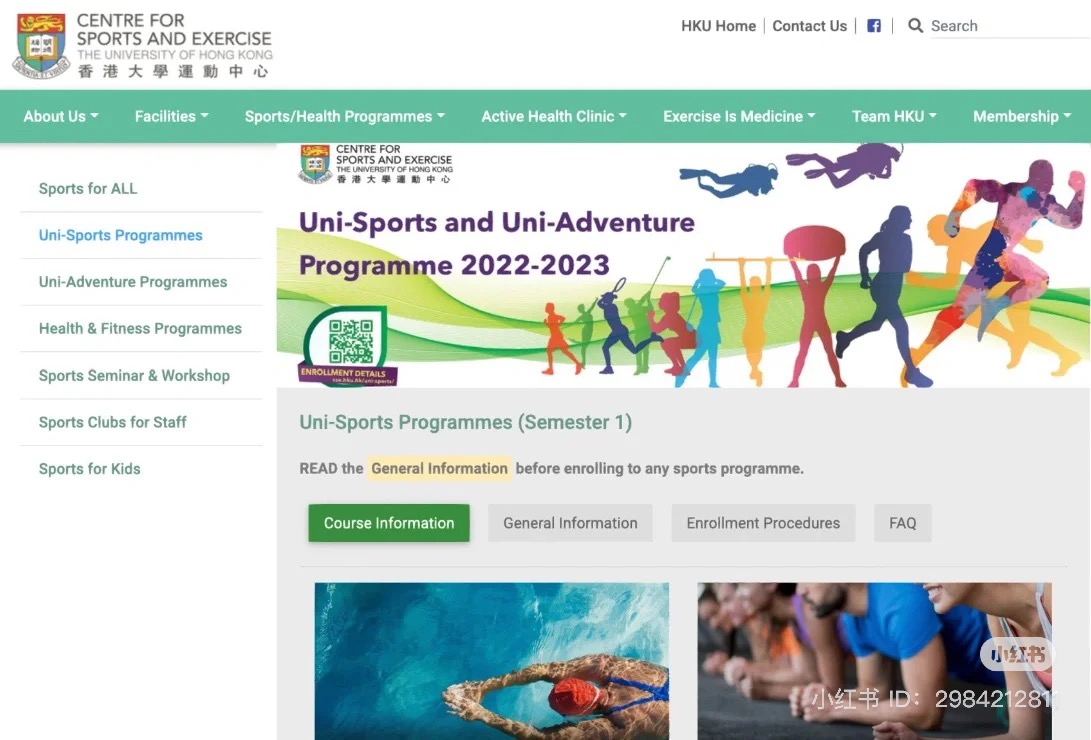 CENTRE FOR
SPORTS AND EXERCISE
THE UNIVERSITY OF HONG KONG
香港大學運動中心
HKU Home
Contact Us
Search
About Us
Facilities
Sports/Health Programmes
Active Health Clinic
Exercise Is Medicine
Team HKU
Membership
Sports for ALL
Uni-Sports Programmes
Uni-Adventure Programmes
Health & Fitness Programmes
Sports Seminar & Workshop
Sports Clubs for Staff
Sports for Kids
CENTRE FOR
SPORTS AND EXERCISE
THE UNIVERSITY OF HONG KONG
香港大學運動中心
Uni-Sports and Uni-Adventure
Programme 2022-2023
ENROLLMENT DETAILS
Uni-Sports Programmes (Semester 1)
READ the General Information before enrolling to any sports programme.
Course Information
General Information
Enrollment Procedures
FAQ
小红书
小红书 ID: 298421281